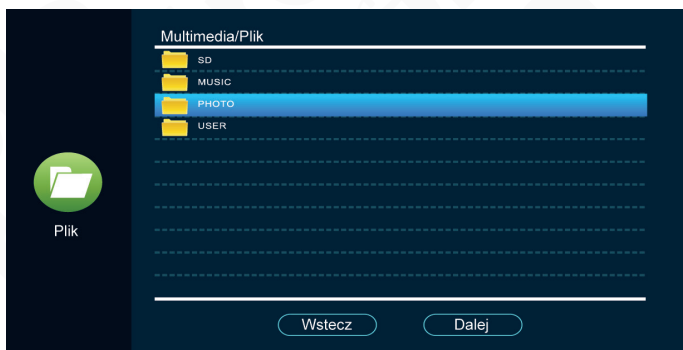 Multimedia/Plik
SD
MUSIC
PHOTO
USER
Plik
Wstecz Dalej